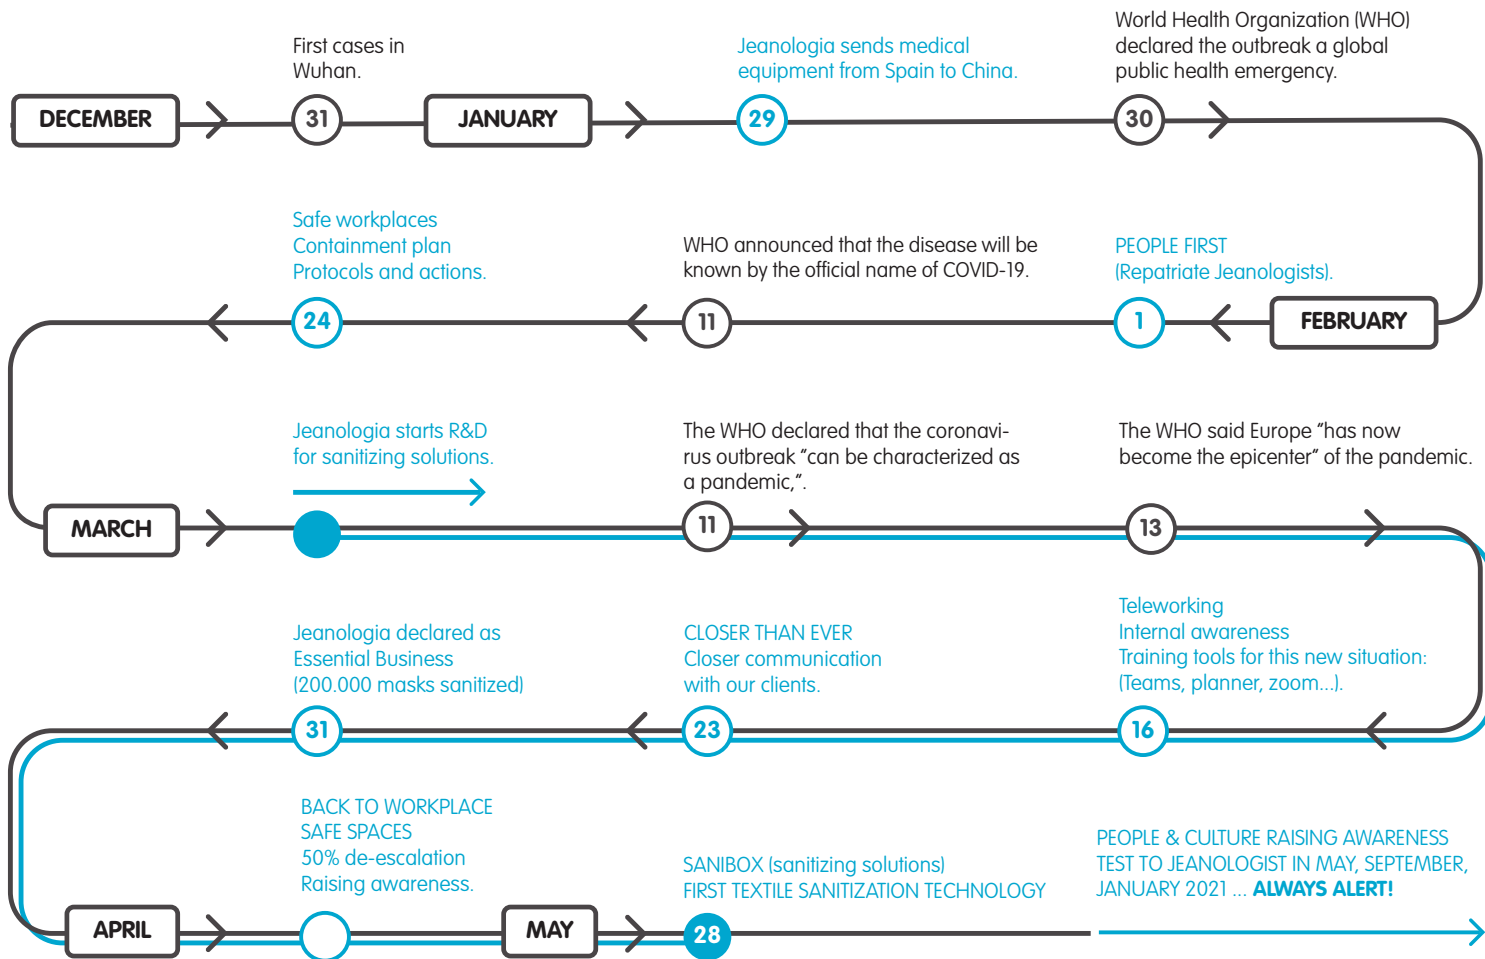 First cases in
Wuhan.
Jeanologia sends medical
equipment from Spain to China.
World Health Organization (WHO)
declared the outbreak a global
public health emergency.
DECEMBER
31
JANUARY
29
30
Safe workplaces
Containment plan
Protocols and actions.
WHO announced that the disease will be
known by the official name of COVID-19.
PEOPLE FIRST
(Repatriate Jeanologists).
24
11
1
FEBRUARY
Jeanologia starts R&D
for sanitizing solutions.
The WHO declared that the coronavi-
rus outbreak "can be characterized as
a pandemic,".
The WHO said Europe "has now
become the epicenter" of the pandemic.
MARCH
11
13
Jeanologia declared as
Essential Business
(200.000 masks sanitized)
CLOSER THAN EVER
Closer communication
with our clients.
Teleworking
Internal awareness
Training tools for this new situation:
(Teams, planner, zoom...).
31
23
16
BACK TO WORKPLACE
SAFE SPACES
50% de-escalation
Raising awareness.
SANIBOX (sanitizing solutions)
FIRST TEXTILE SANITIZATION TECHNOLOGY
PEOPLE & CULTURE RAISING AWARENESS
TEST TO JEANOLOGIST IN MAY, SEPTEMBER,
JANUARY 2021 ... ALWAYS ALERT!
APRIL
MAY
28